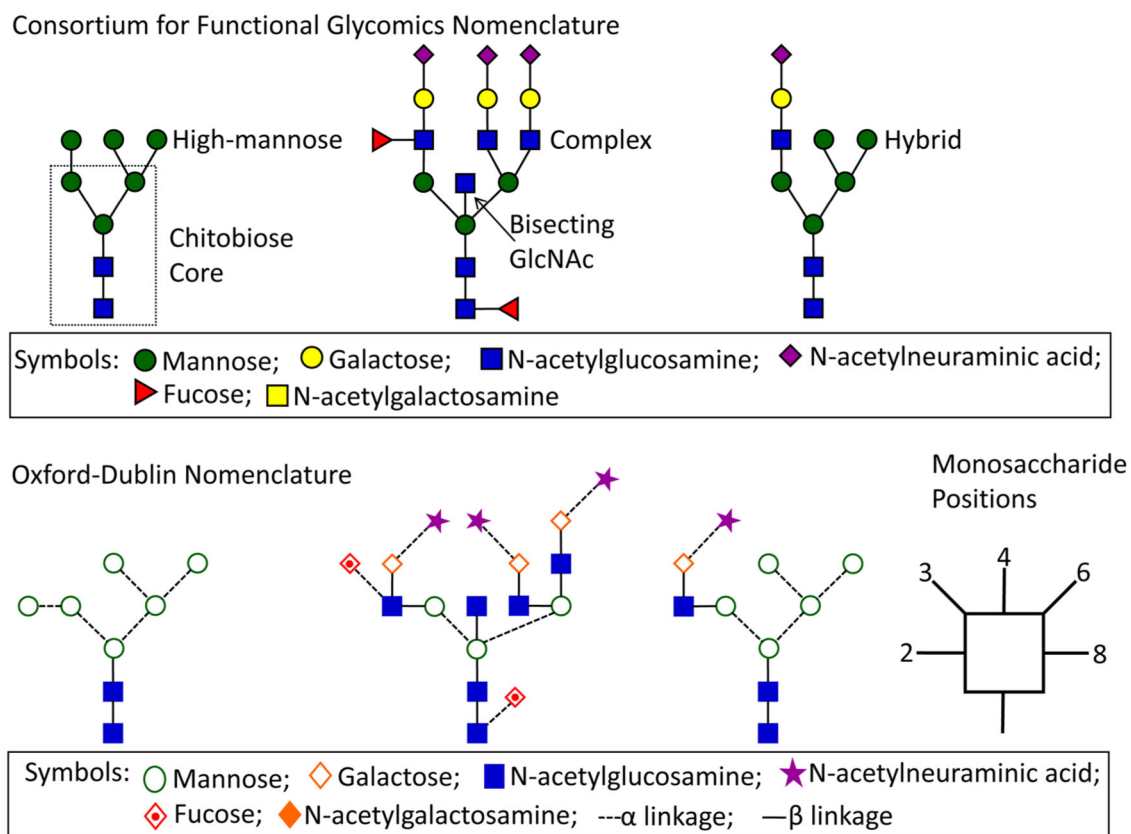 Consortium for Functional Glycomics Nomenclature
High-mannose
Complex
Hybrid
Chitobiose
Core
Bisecting
GlcNAc
Symbols: Mannose; Galactose; N-acetylglucosamine; N-acetylneuraminic acid;
Fucose; N-acetylgalactosamine
Oxford-Dublin Nomenclature
Monosaccharide
Positions
3 4 6
2 8
Symbols: Mannose; Galactose; N-acetylglucosamine; N-acetylneuraminic acid;
Fucose; N-acetylgalactosamine; ---α linkage; —β linkage